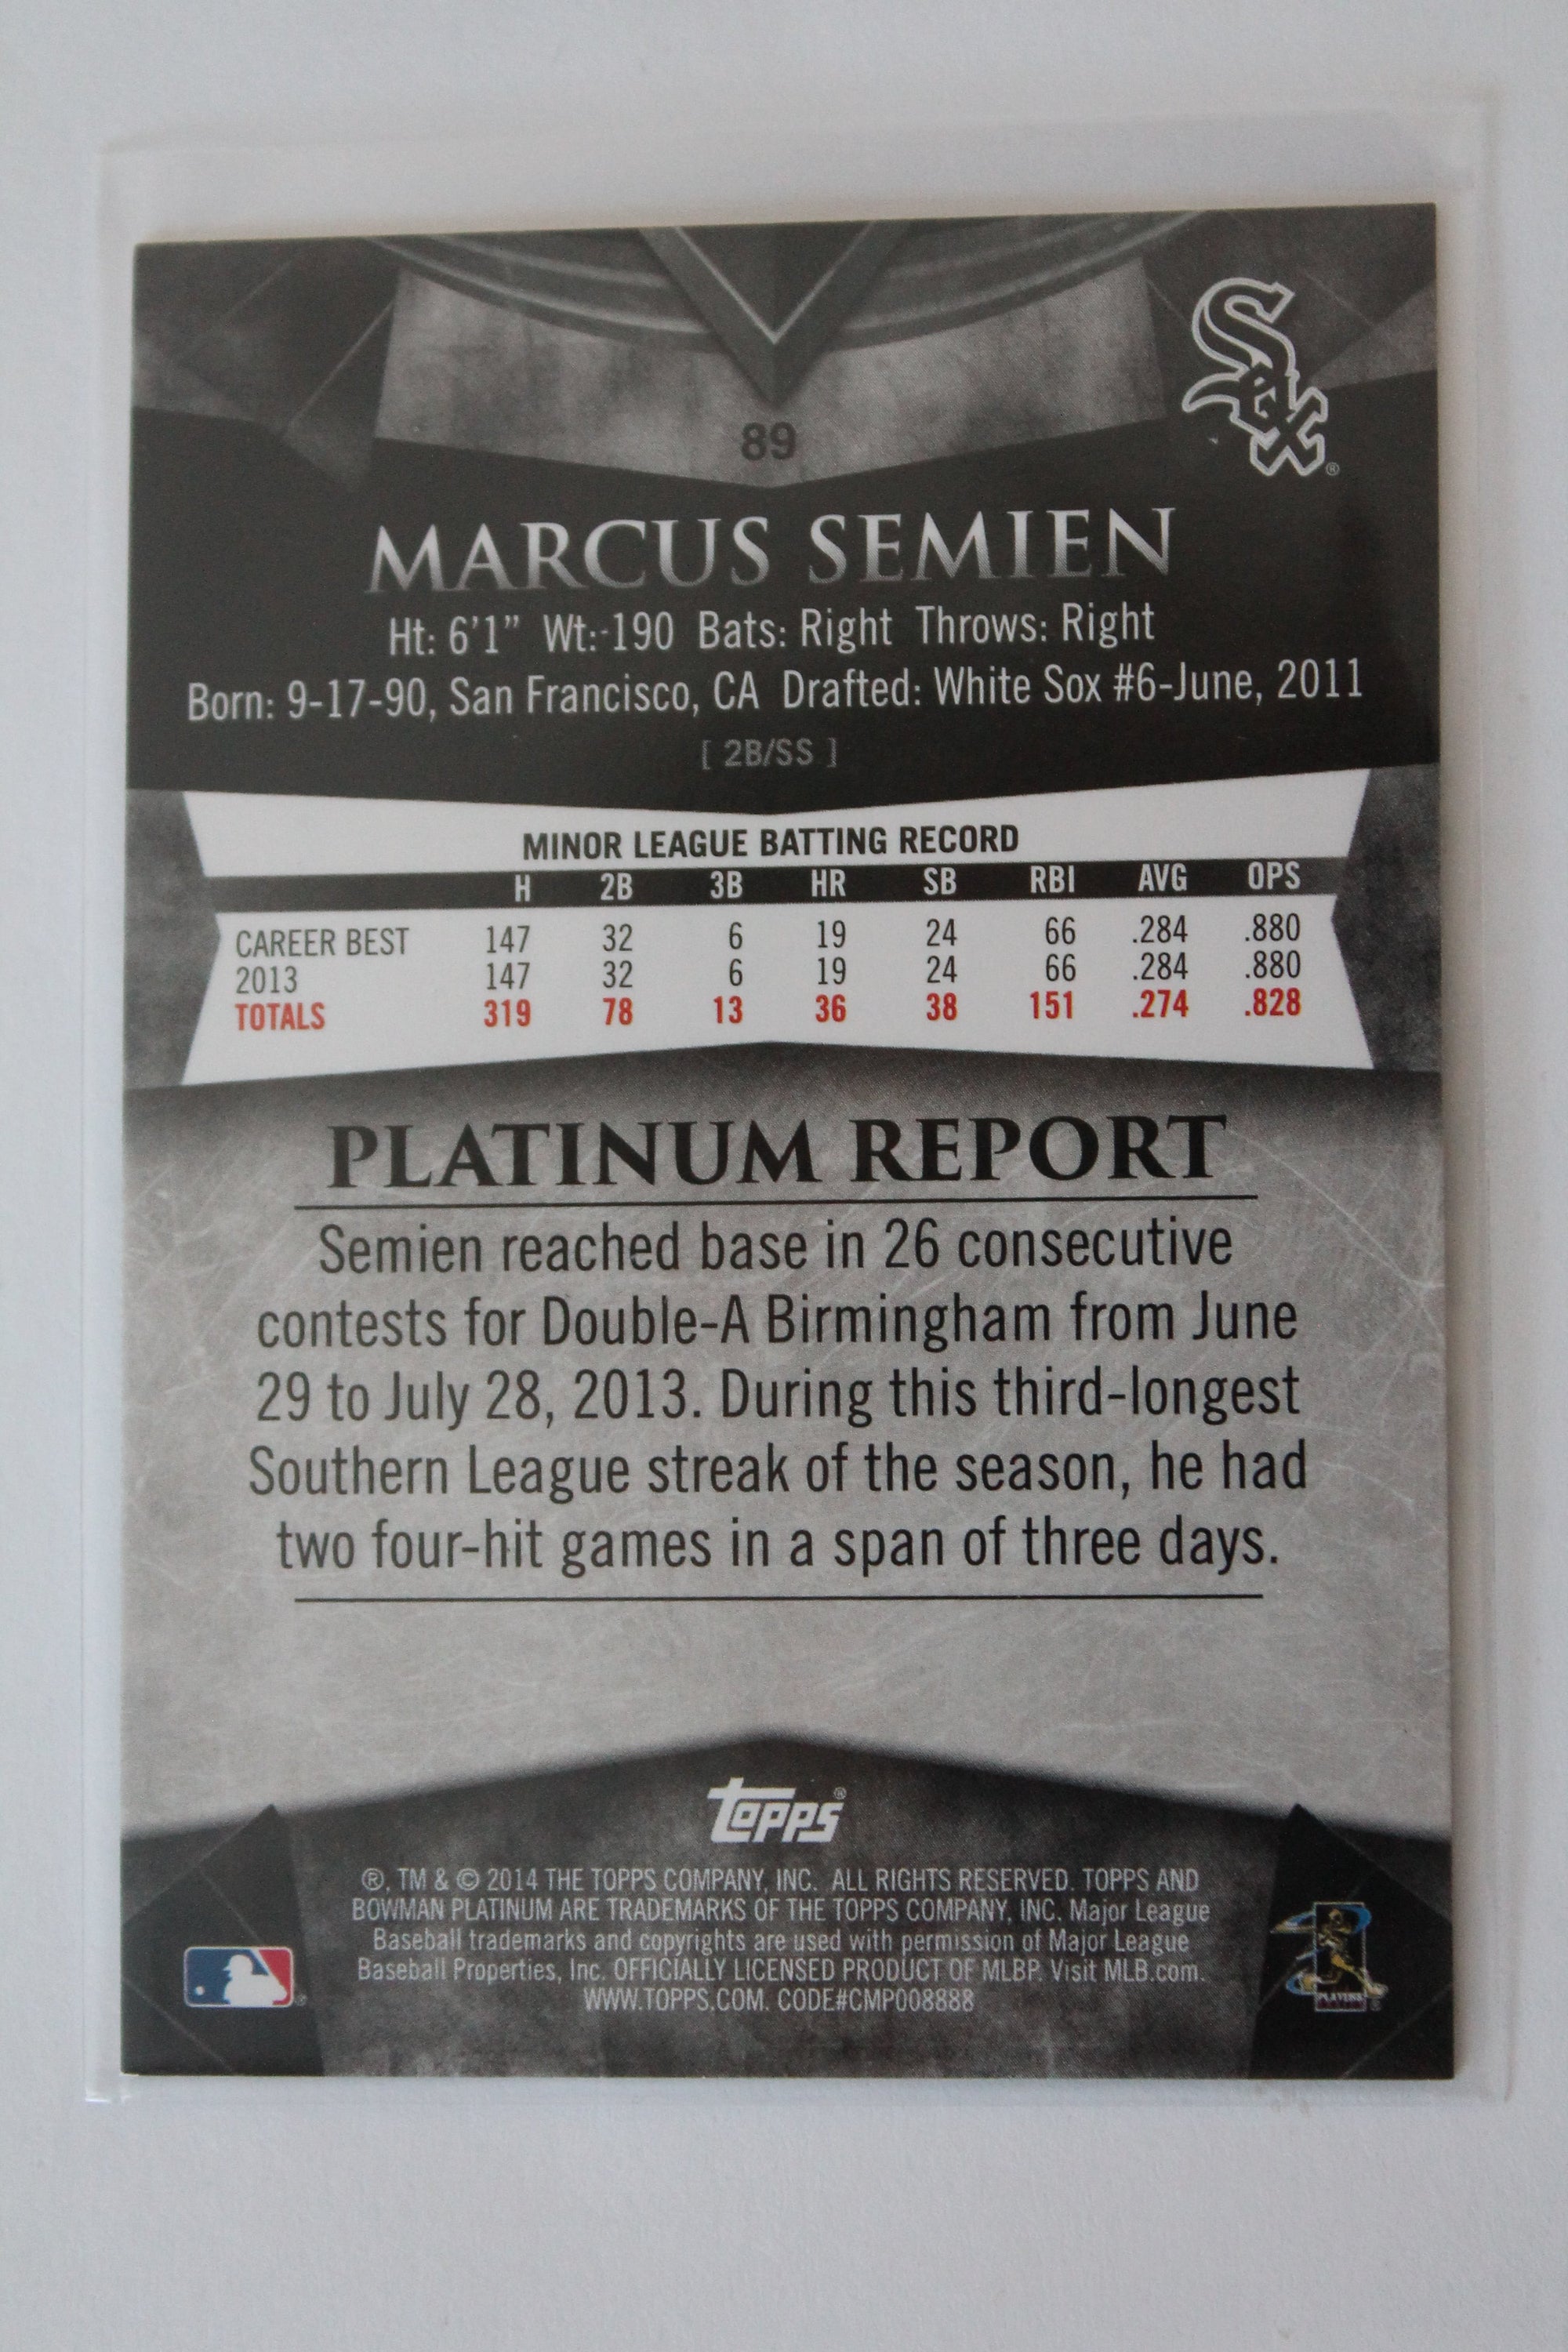 Sox ®
89
MARCUS SEMIEN
Ht: 6'1" Wt: 190 Bats: Right Throws: Right
Born: 9-17-90, San Francisco, CA Drafted: White Sox #6-June, 2011
[ 2B/SS ]
MINOR LEAGUE BATTING RECORD
H 2B 3B HR SB RBI AVG OPS
CAREER BEST 147 32 6 19 24 66 .284 .880
2013 147 32 6 19 24 66 .284 .880
TOTALS 319 78 13 36 38 151 .274 .828
PLATINUM REPORT
Semien reached base in 26 consecutive
contests for Double-A Birmingham from June
29 to July 28, 2013. During this third-longest
Southern League streak of the season, he had
two four-hit games in a span of three days.
Topps®
®, TM & © 2014 THE TOPPS COMPANY, INC. ALL RIGHTS RESERVED. TOPPS AND
BOWMAN PLATINUM ARE TRADEMARKS OF THE TOPPS COMPANY, INC. Major League
Baseball trademarks and copyrights are used with permission of Major League
Baseball Properties, Inc. OFFICIALLY LICENSED PRODUCT OF MLBP. Visit MLB.com.
WWW.TOPPS.COM. CODE#CMP008888
PLAYERS